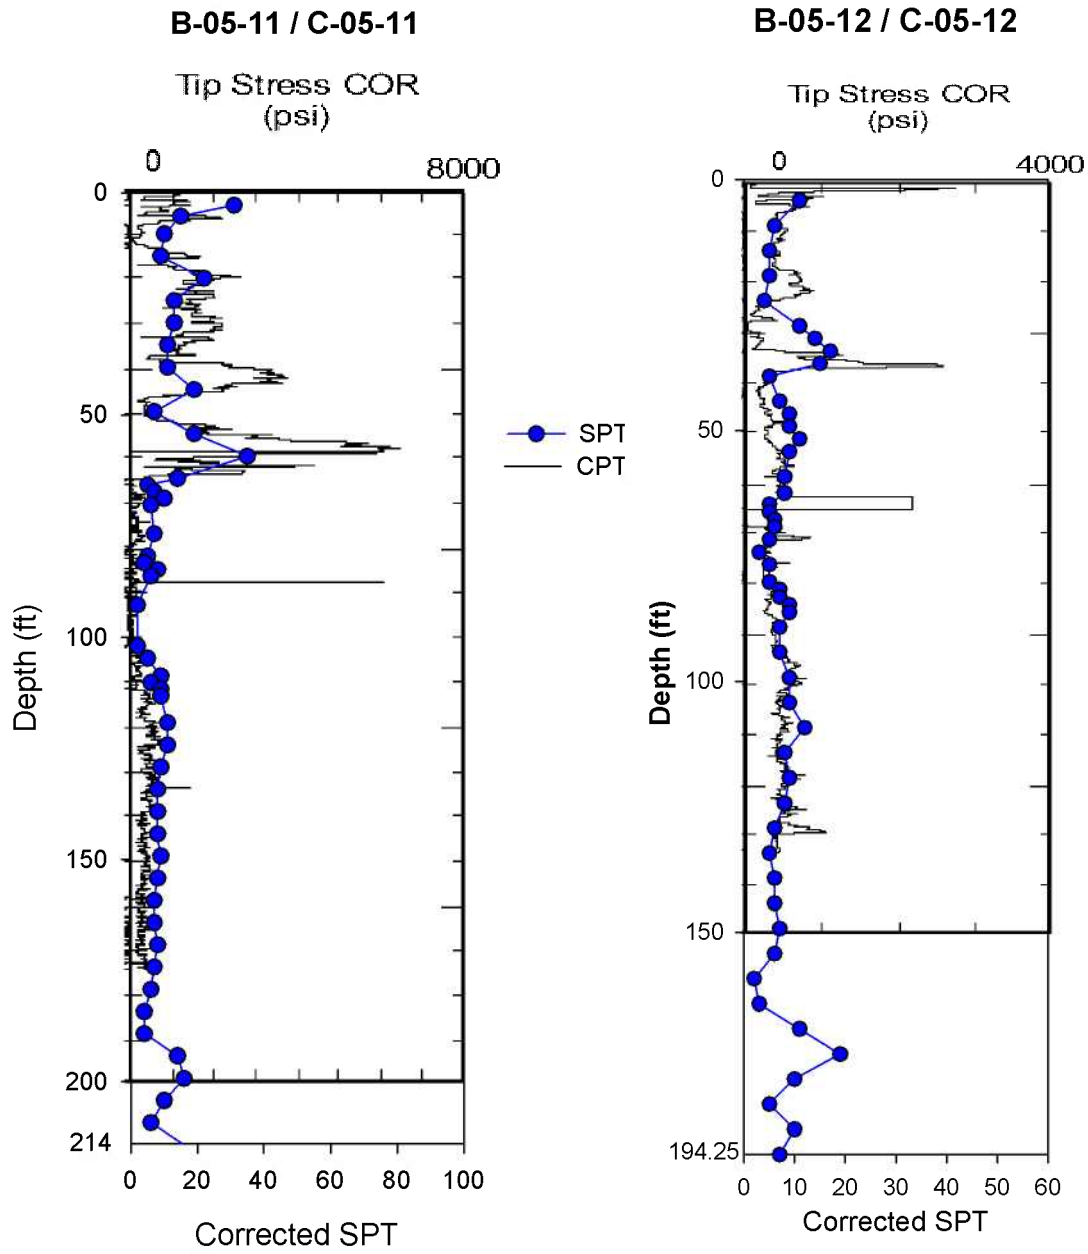 B-05-11 / C-05-11
Tip Stress COR
(psi)
0 8000
0
50
100
150
200
214
Depth (ft)
0 20 40 60 80 100
Corrected SPT
SPT
CPT
B-05-12 / C-05-12
Tip Stress COR
(psi)
0 4000
0
50
100
150
194.25
Depth (ft)
0 10 20 30 40 50 60
Corrected SPT